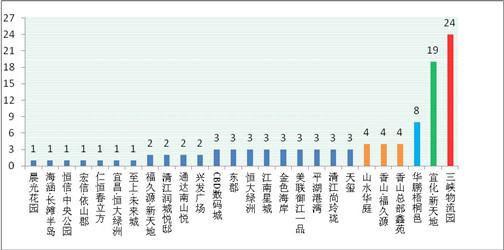 27
24
21
18
15
12
9
6
3
0
1 1 1 1 1 1 1 2 2 2 2 3 3 3 3 3 3 3 3 3 4 4 4 8 19 24
晨光花园
海涵·长滩半岛
恒信·中央公园
宏信·依山郡
仁恒春立方
宜昌·恒大绿洲
至上·未来城
福久源·新天地
清江润城悦邸
通达南山悦
兴发广场
CBD数码城
东郡
恒大绿洲
江南星城
金色海岸
美联御江一品
平湖港湾
清江尚玲珑
天玺
山水华庭
香山·福久源
香山总部鑫苑
华鹏梧桐邑
宜化·新天地
三峡物流园